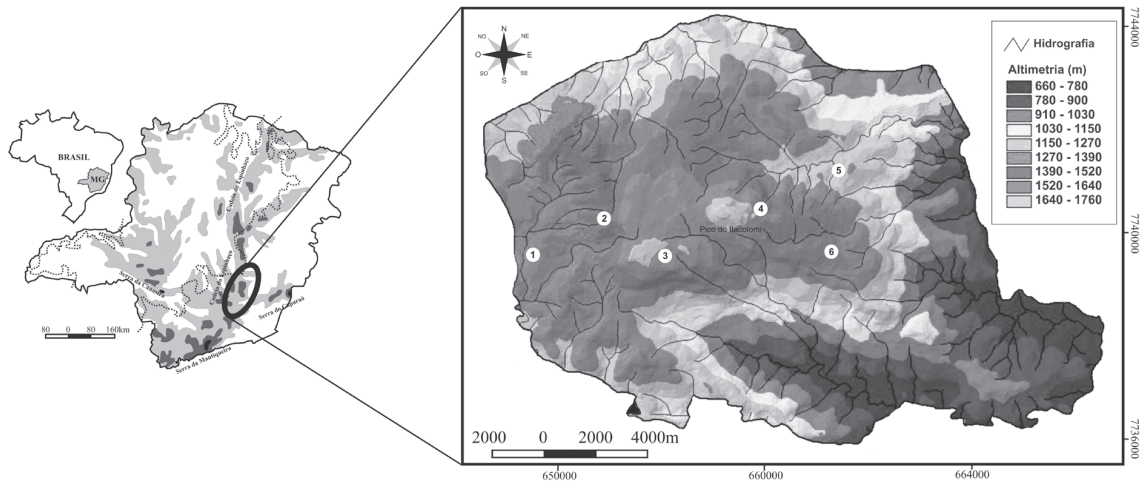 BRASIL
MG
Cadeia do Espinhaço
Serra da Canastra
Serra do Caparaó
Serra da Mantiqueira
80 0 80 160km
N
NO NE
O E
SO SE
S
Hidrografia
Altimetria (m)
660 - 780
780 - 900
910 - 1030
1030 - 1150
1150 - 1270
1270 - 1390
1390 - 1520
1520 - 1640
1640 - 1760
1
2
3
4
5
6
Pico do Itacolomi
2000 0 2000 4000m
650000 660000 664000
7744000
7740000
7736000